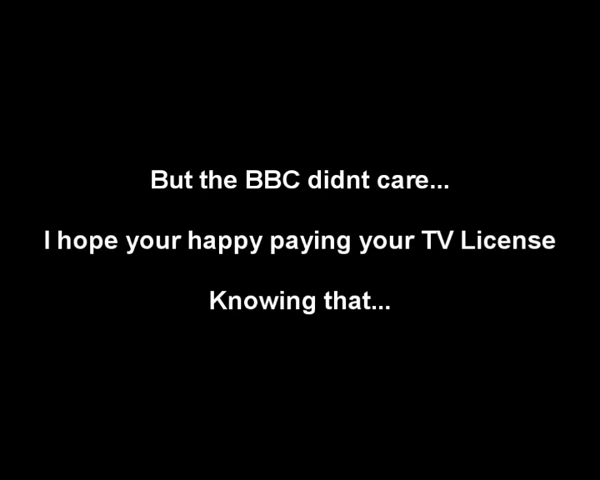 But the BBC didnt care...
I hope your happy paying your TV License
Knowing that...